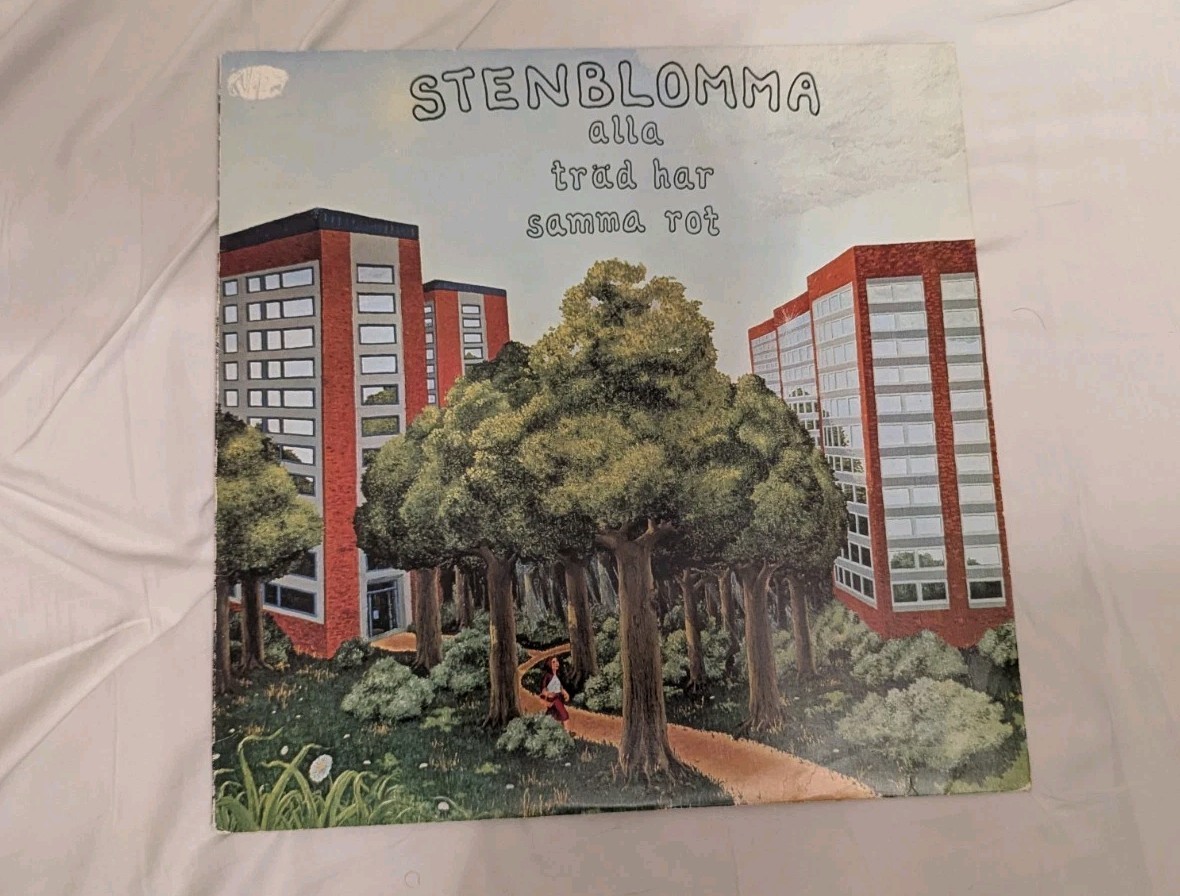 STENBLOMMA
alla
träd har
samma rot